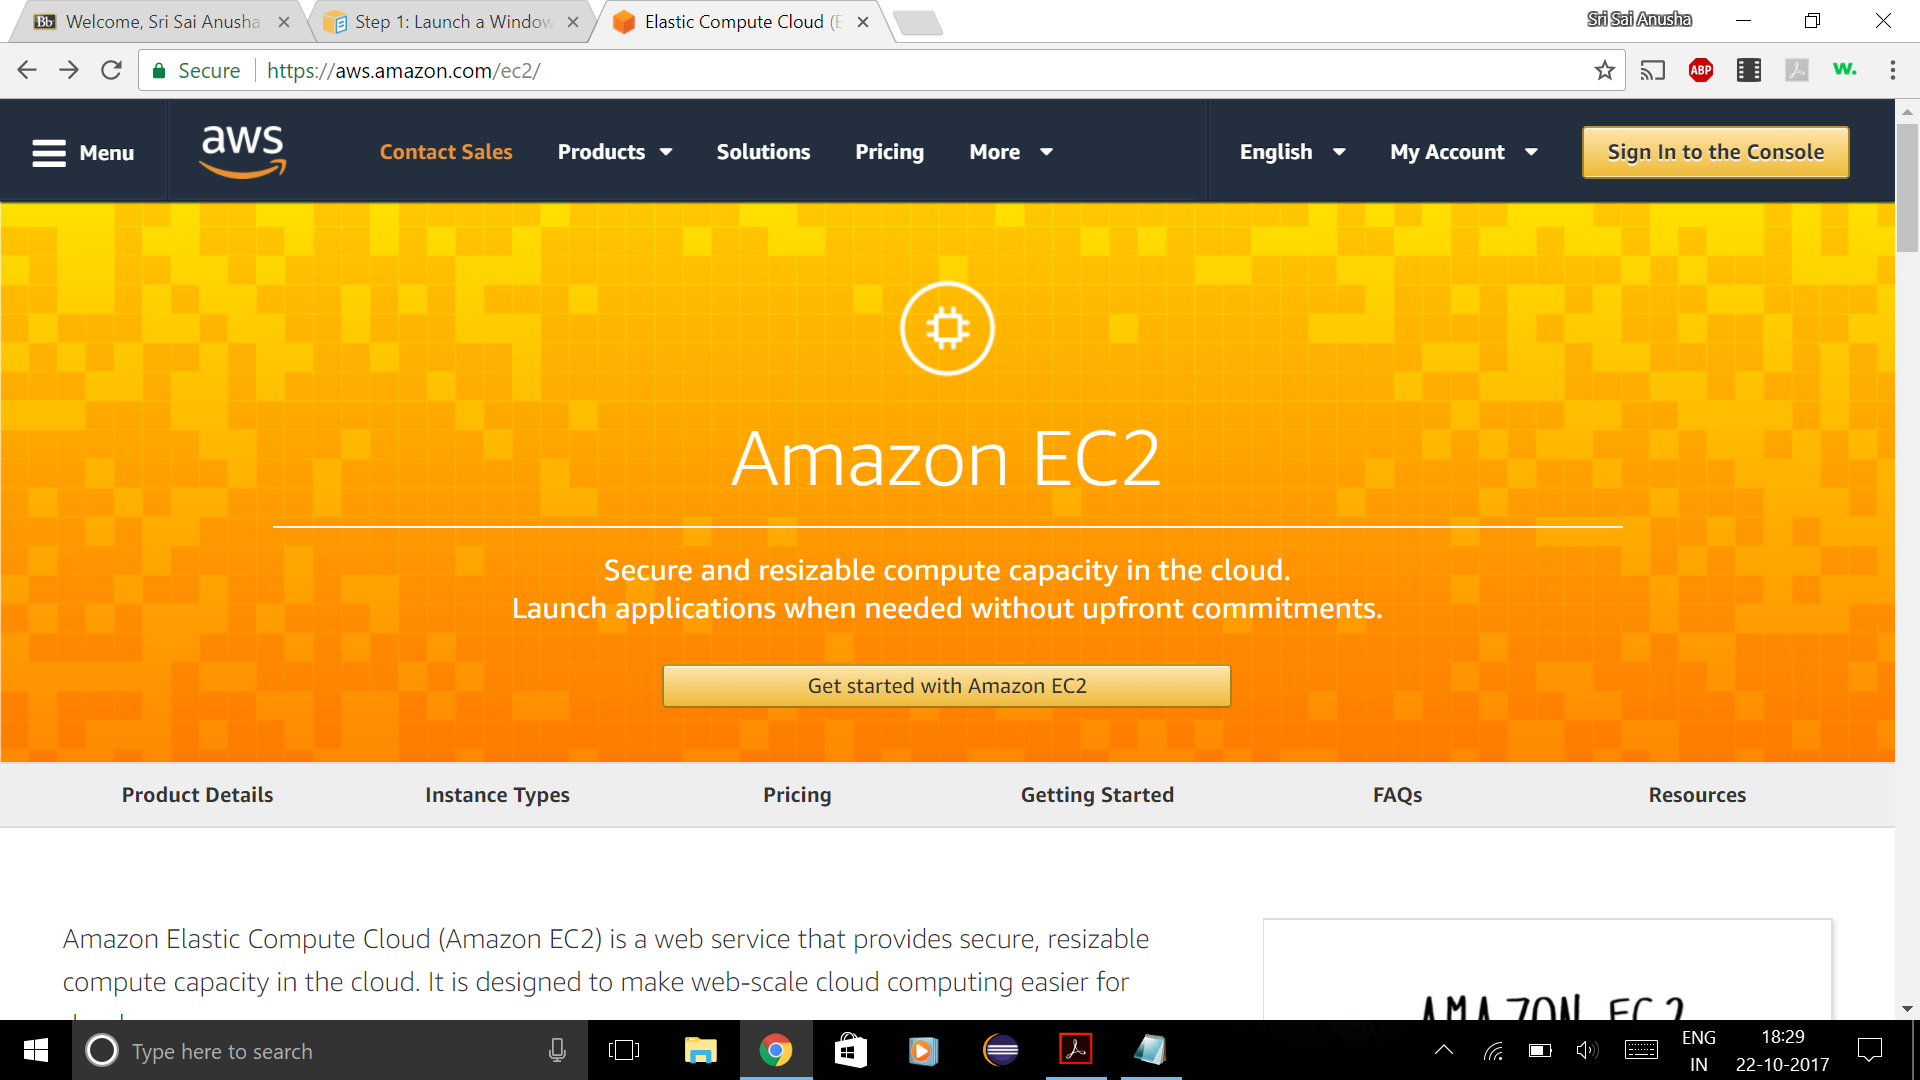 Bb Welcome, Sri Sai Anusha
Step 1: Launch a Window
Elastic Compute Cloud (E
Sri Sai Anusha
Secure
https://aws.amazon.com/ec2/
ABP
w.
Menu
aws
Contact Sales
Products
Solutions
Pricing
More
English
My Account
Sign In to the Console
Amazon EC2
Secure and resizable compute capacity in the cloud.
Launch applications when needed without upfront commitments.
Get started with Amazon EC2
Product Details
Instance Types
Pricing
Getting Started
FAQs
Resources
Amazon Elastic Compute Cloud (Amazon EC2) is a web service that provides secure, resizable
compute capacity in the cloud. It is designed to make web-scale cloud computing easier for
AMAZON EC2
Type here to search
ENG
IN
18:29
22-10-2017